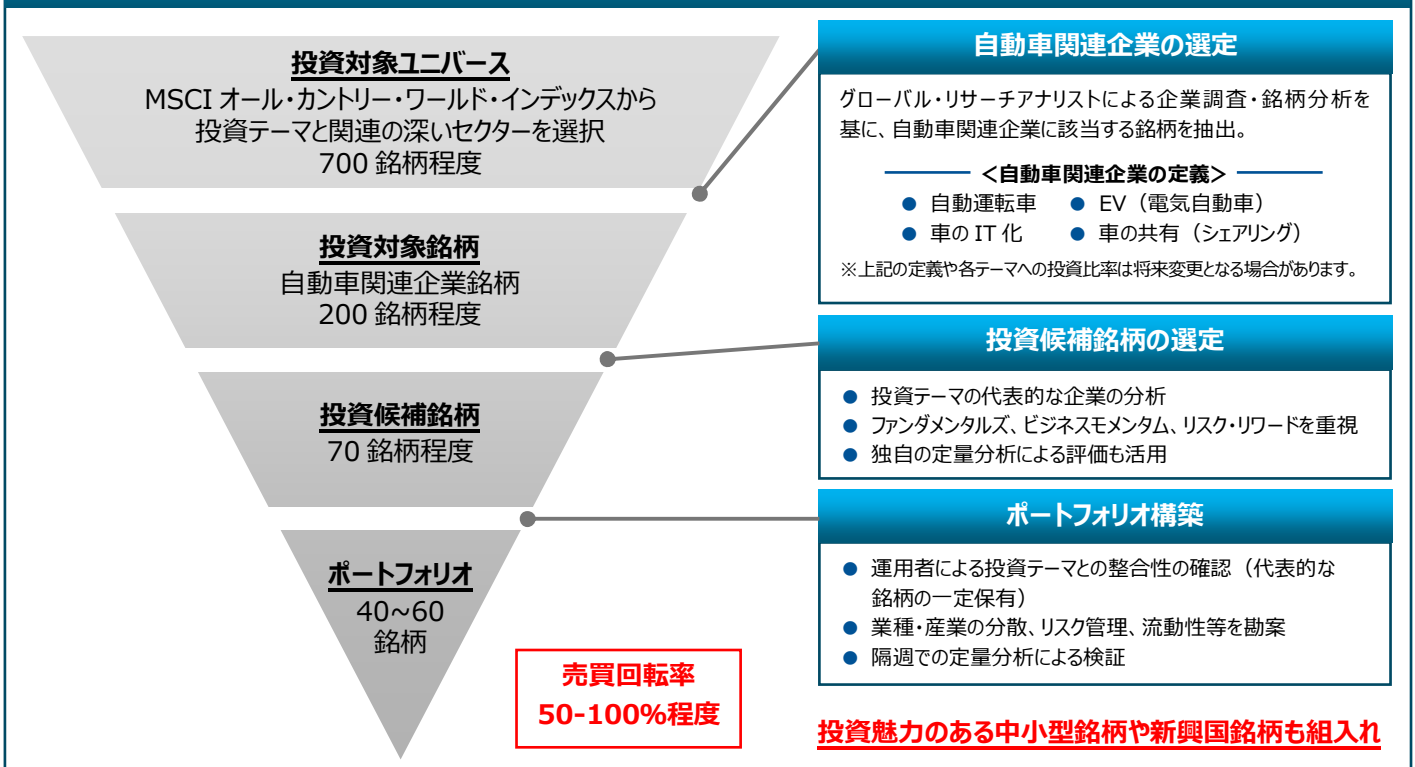 投資対象ユニバース
MSCI オール・カントリー・ワールド・インデックスから
投資テーマと関連の深いセクターを選択
700 銘柄程度
投資対象銘柄
自動車関連企業銘柄
200 銘柄程度
投資候補銘柄
70 銘柄程度
ポートフォリオ
40~60
銘柄
売買回転率
50-100%程度
自動車関連企業の選定
グローバル・リサーチアナリストによる企業調査・銘柄分析を
基に、自動車関連企業に該当する銘柄を抽出。
<自動車関連企業の定義>
● 自動運転車 ● EV（電気自動車）
● 車の IT 化 ● 車の共有（シェアリング）
※上記の定義や各テーマへの投資比率は将来変更となる場合があります。
投資候補銘柄の選定
● 投資テーマの代表的な企業の分析
● ファンダメンタルズ、ビジネスモメンタム、リスク・リワードを重視
● 独自の定量分析による評価も活用
ポートフォリオ構築
● 運用者による投資テーマとの整合性の確認（代表的な
銘柄の一定保有）
● 業種・産業の分散、リスク管理、流動性等を勘案
● 隔週での定量分析による検証
投資魅力のある中小型銘柄や新興国銘柄も組入れ